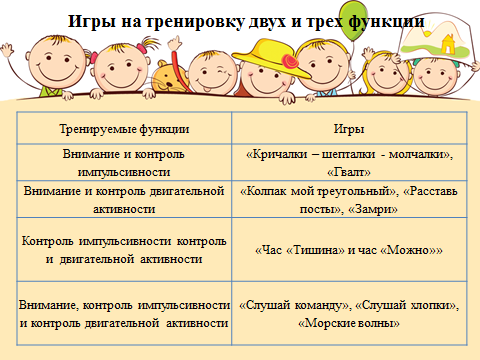 Игры на тренировку двух и трех функции
Тренируемые функции
Игры
Внимание и контроль
импульсивности
«Кричалки – шепталки - молчалки»,
«Гвалт»
Внимание и контроль двигательной
активности
«Колпак мой треугольный», «Расставь
посты», «Замри»
Контроль импульсивности контроль
и двигательной активности
«Час «Тишина» и час «Можно»»
Внимание, контроль импульсивности
и контроль двигательной активности
«Слушай команду», «Слушай хлопки»,
«Морские волны»